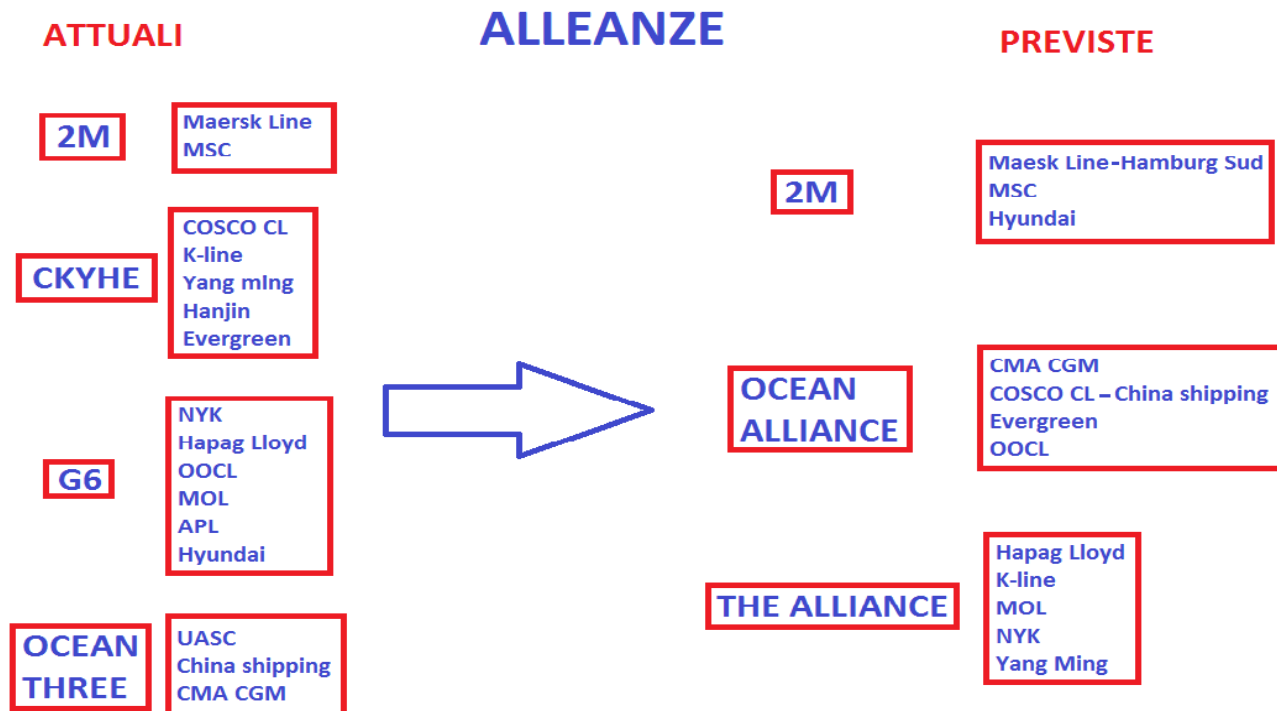 ALLEANZE
ATTUALI
2M
Maersk Line
MSC
CKYHE
COSCO CL
K-line
Yang mIng
Hanjin
Evergreen
G6
NYK
Hapag Lloyd
OOCL
MOL
APL
Hyundai
OCEAN
THREE
UASC
China shipping
CMA CGM
PREVISTE
2M
Maesk Line-Hamburg Sud
MSC
Hyundai
OCEAN
ALLIANCE
CMA CGM
COSCO CL – China shipping
Evergreen
OOCL
THE ALLIANCE
Hapag Lloyd
K-line
MOL
NYK
Yang Ming